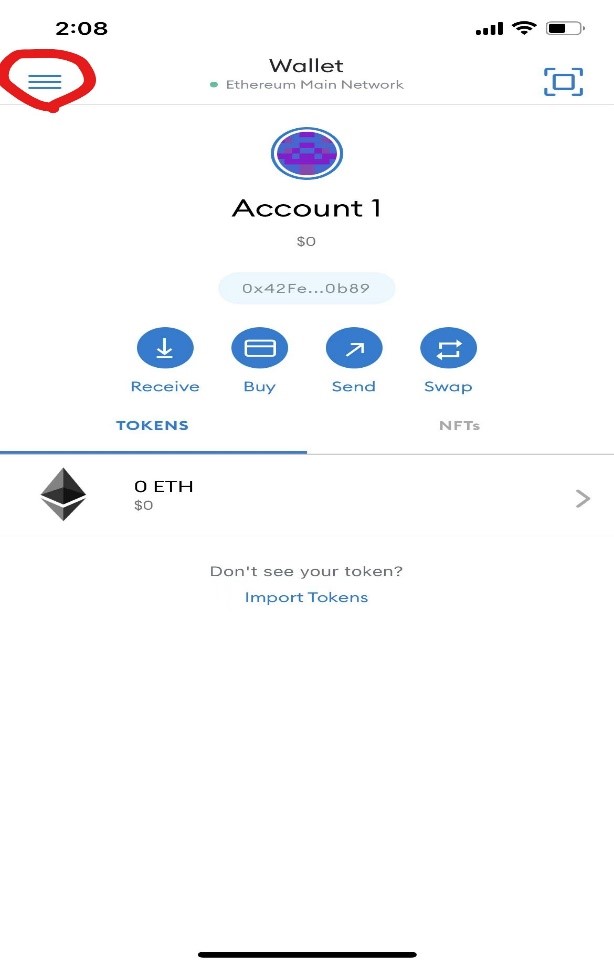 2:08
Wallet
Ethereum Main Network
Account 1
$0
0x42Fe...0b89
Receive Buy Send Swap
TOKENS NFTs
0 ETH
$0
Don't see your token?
Import Tokens